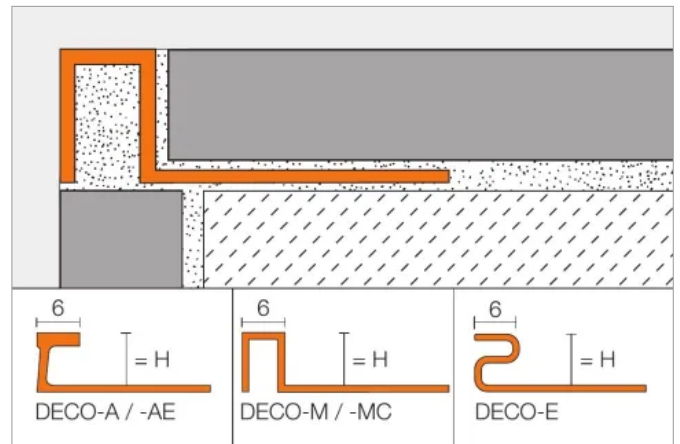 6
= H
DECO-A / -AE
6
= H
DECO-M / -MC
6
= H
DECO-E